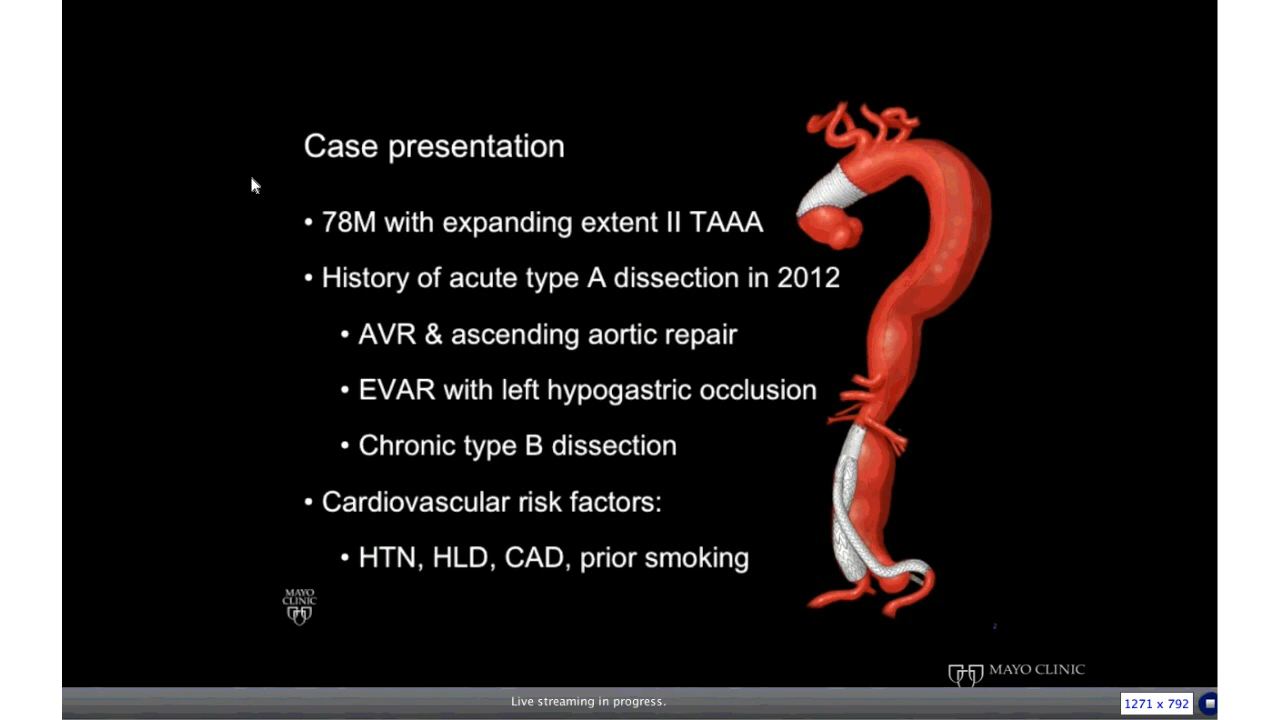 Case presentation
• 78M with expanding extent II TAAA
• History of acute type A dissection in 2012
• AVR & ascending aortic repair
• EVAR with left hypogastric occlusion
• Chronic type B dissection
• Cardiovascular risk factors:
• HTN, HLD, CAD, prior smoking
MAYO
CLINIC
2
MAYO CLINIC
Live streaming in progress.
1271 x 792